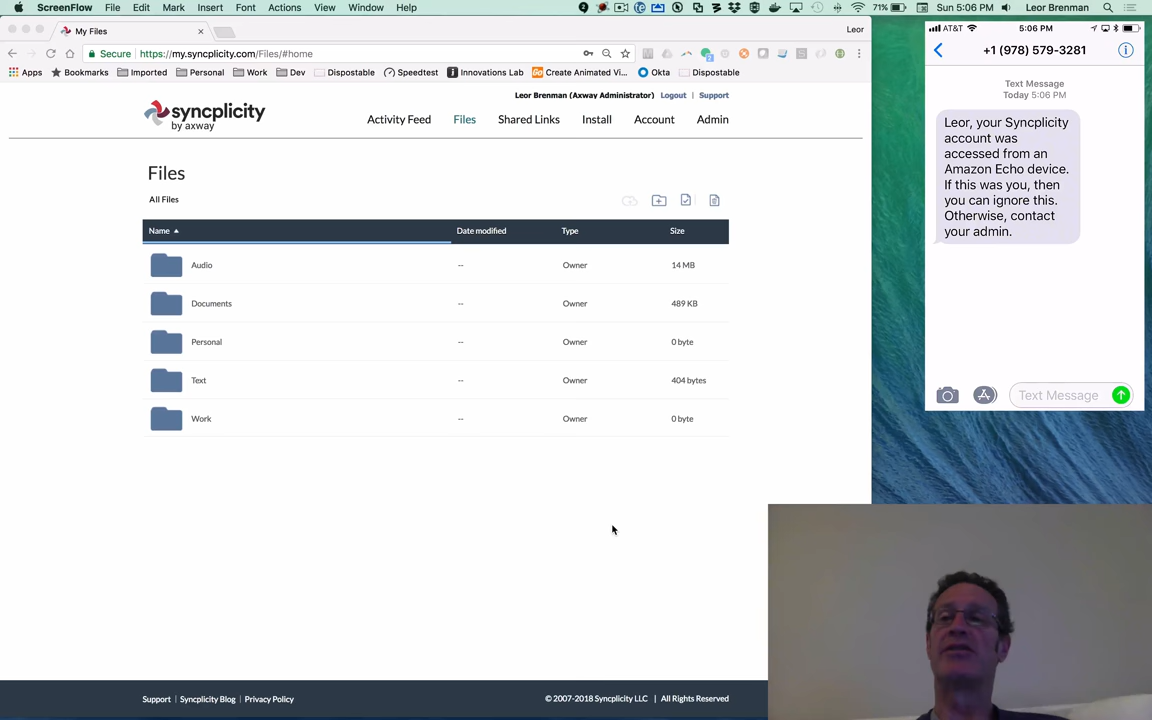 ScreenFlow File Edit Mark Insert Font Actions View Window Help 71% Sun 5:06 PM Leor Brenman
My Files Leor
Secure https://my.syncplicity.com/Files/#home
Apps Bookmarks Imported Personal Work Dev Dispostable Speedtest Innovations Lab Create Animated Vi... Okta Dispostable
Leor Brenman (Axway Administrator) Logout | Support
syncplicity
by axway
Activity Feed Files Shared Links Install Account Admin
Files
All Files
Name Date modified Type Size
Audio -- Owner 14 MB
Documents -- Owner 489 KB
Personal -- Owner 0 byte
Text -- Owner 404 bytes
Work -- Owner 0 byte
Support | Syncplicity Blog | Privacy Policy © 2007-2018 Syncplicity LLC | All Rights Reserved
AT&T 5:06 PM
+1 (978) 579-3281
Text Message
Today 5:06 PM
Leor, your Syncplicity
account was
accessed from an
Amazon Echo device.
If this was you, then
you can ignore this.
Otherwise, contact
your admin.
Text Message